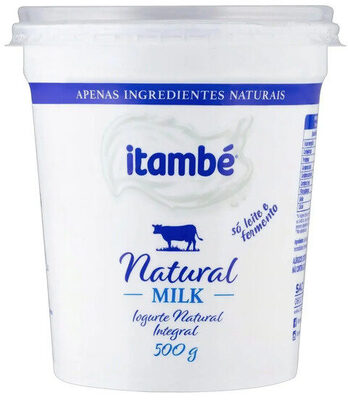 APENAS INGREDIENTES NATURAIS
itambé
só leite e
fermento
Natural
MILK
Iogurte Natural
Integral
500 g